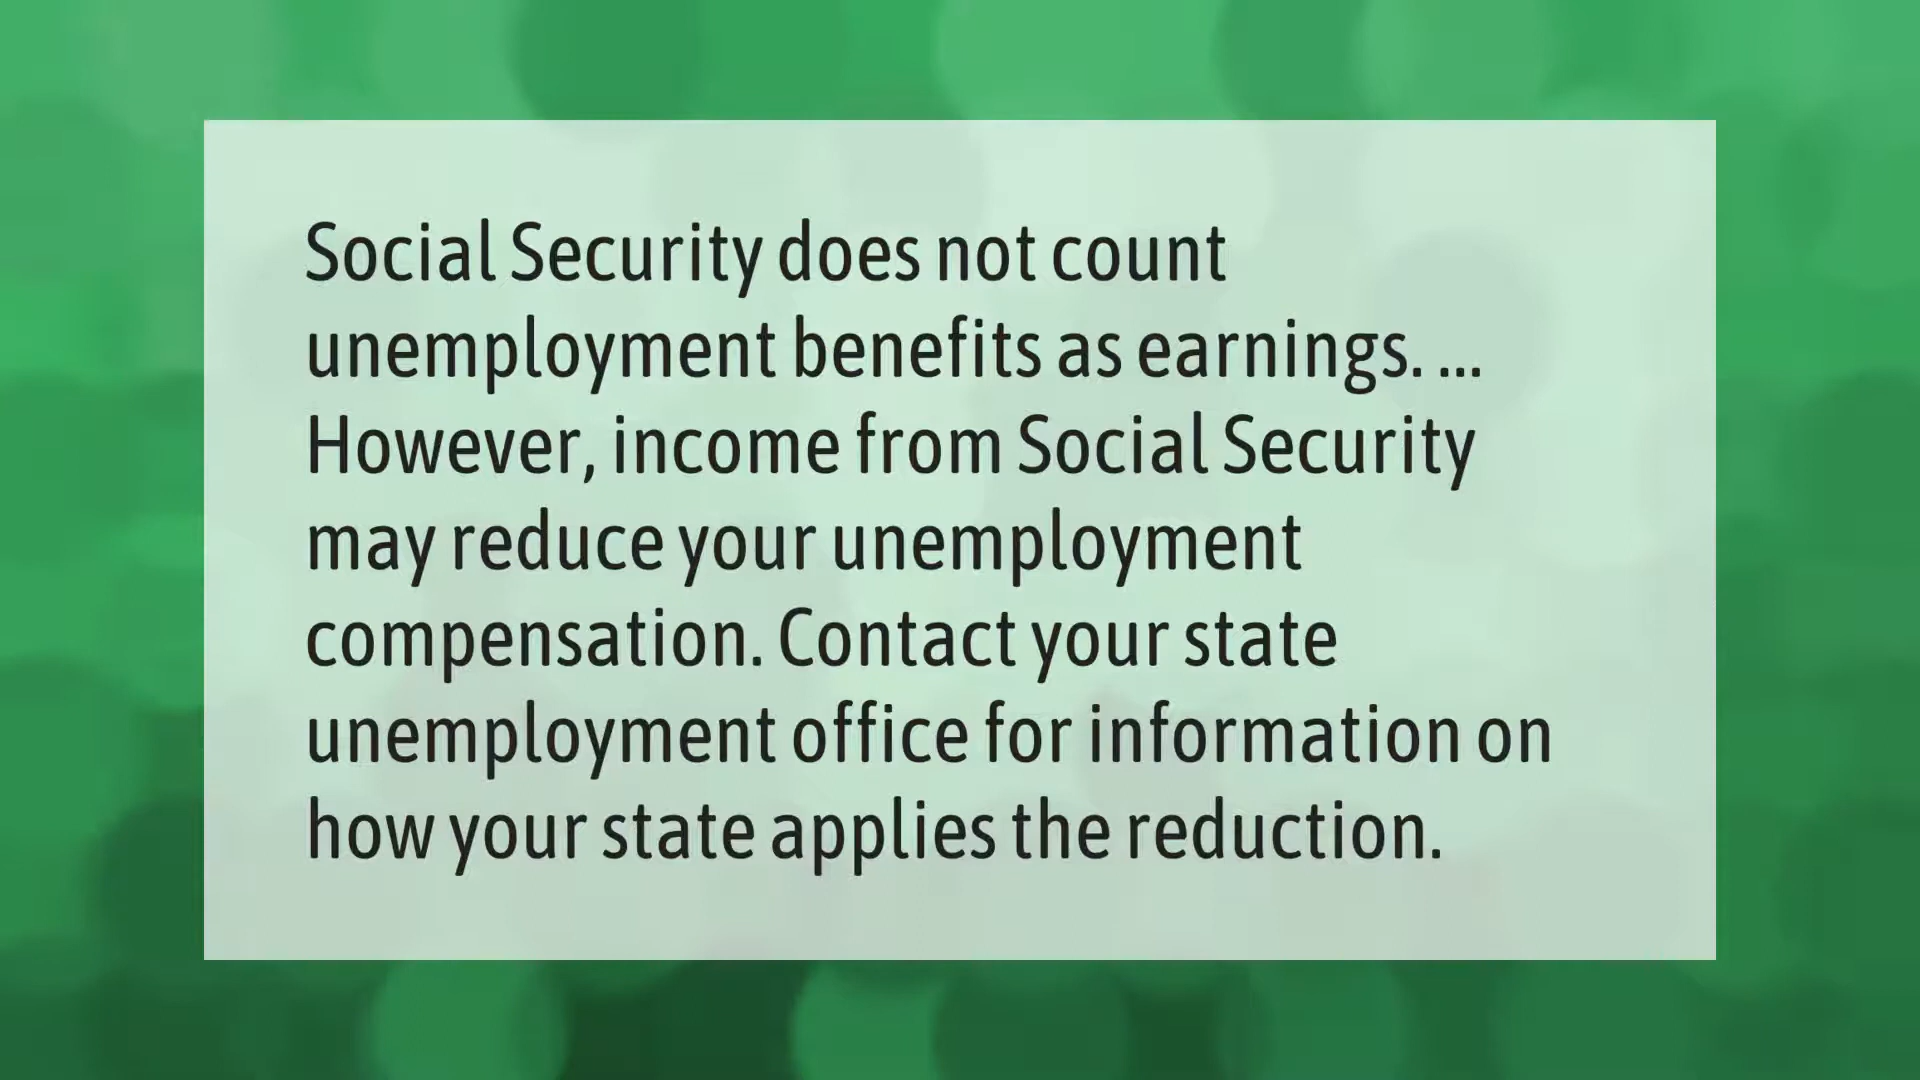 Social Security does not count
unemployment benefits as earnings. ...
However, income from Social Security
may reduce your unemployment
compensation. Contact your state
unemployment office for information on
how your state applies the reduction.